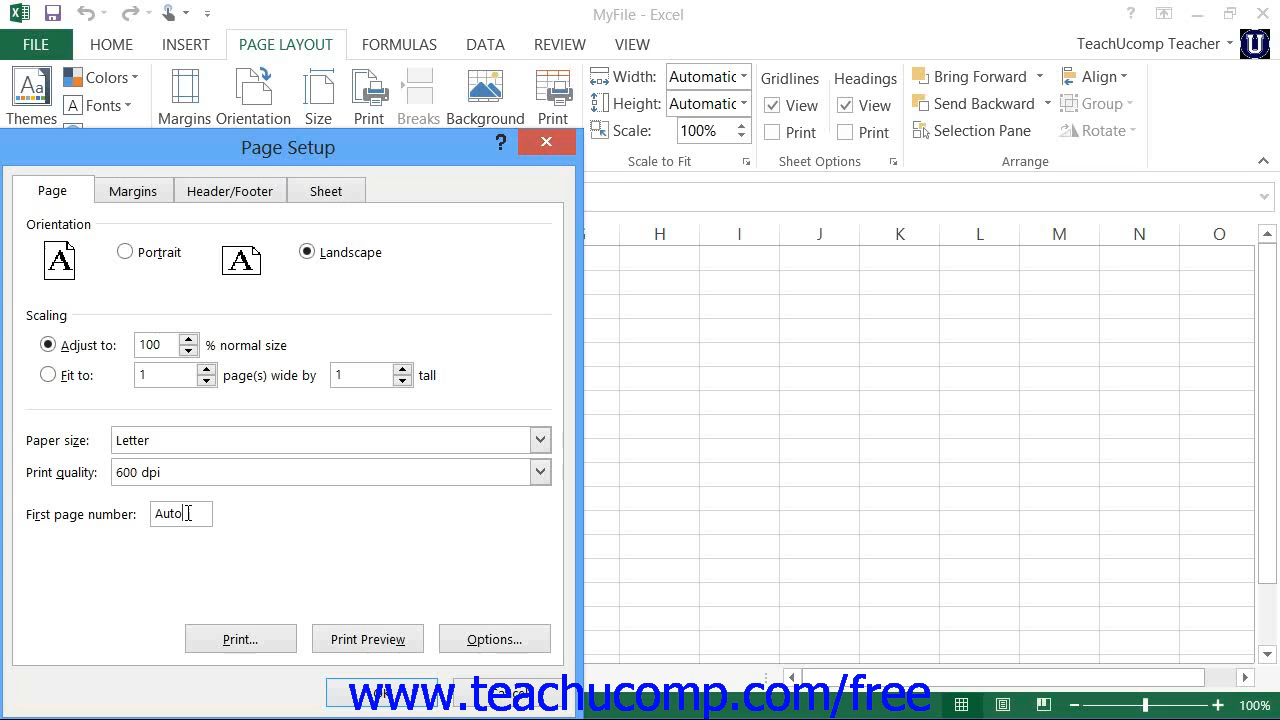 MyFile - Excel
?
FILE HOME INSERT PAGE LAYOUT FORMULAS DATA REVIEW VIEW TeachUcomp Teacher U
Aa Colors Width: Automatic Gridlines Headings Bring Forward Align
A Fonts Height: Automatic View View Send Backward Group
Themes Margins Orientation Size Print Breaks Background Print Scale: 100% Print Print Selection Pane Rotate
Scale to Fit Sheet Options Arrange
Page Setup ?
Page Margins Header/Footer Sheet
Orientation
A Portrait A Landscape
Scaling
Adjust to: 100 % normal size
Fit to: 1 page(s) wide by 1 tall
Paper size: Letter
Print quality: 600 dpi
First page number: Auto
Print... Print Preview Options...
H I J K L M N O
www.teachucomp.com/free
100%